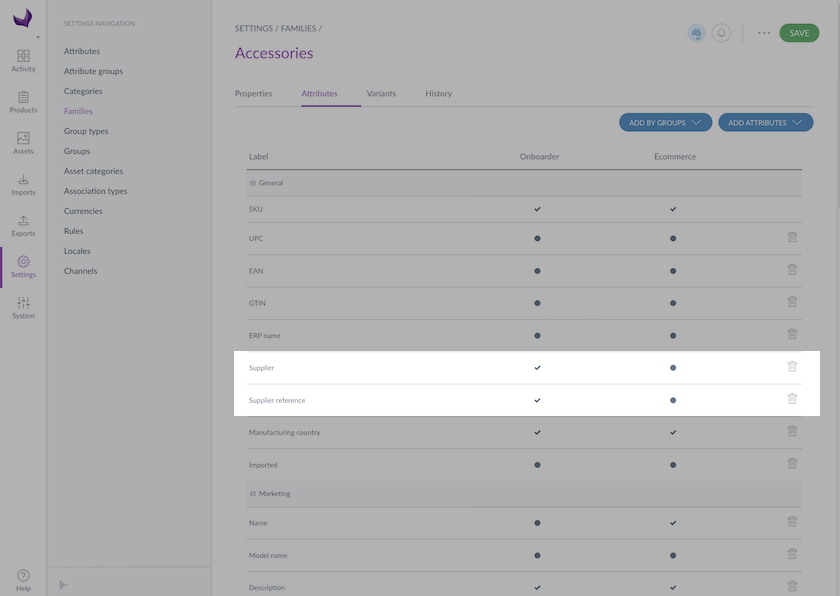 SETTINGS NAVIGATION
Attributes
Attribute groups
Categories
Families
Group types
Groups
Asset categories
Association types
Currencies
Rules
Locales
Channels
Activity
Products
Assets
Imports
Exports
Settings
System
Help
SETTINGS / FAMILIES /
SAVE
Accessories
Properties Attributes Variants History
ADD BY GROUPS ADD ATTRIBUTES
Label Onboarder Ecommerce
General
SKU
UPC
EAN
GTIN
ERP name
Supplier
Supplier reference
Manufacturing country
Imported
Marketing
Name
Model name
Description